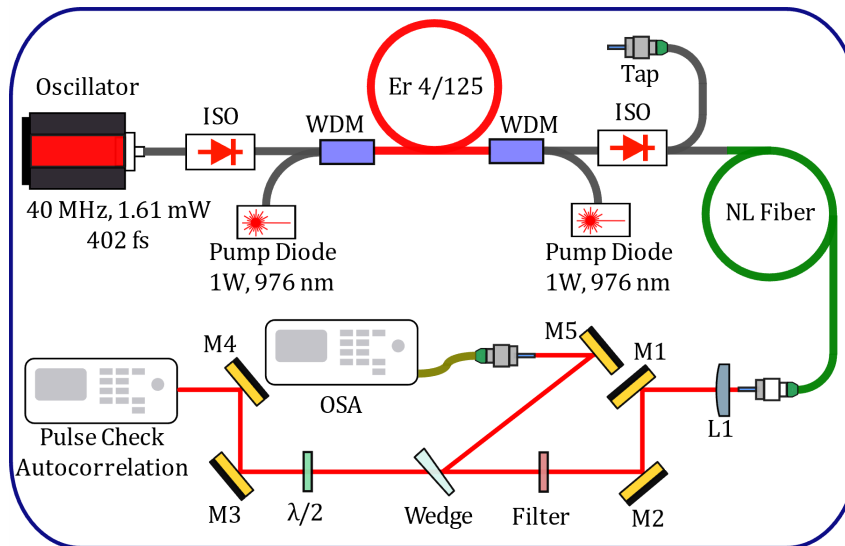 Oscillator
40 MHz, 1.61 mW
402 fs
ISO
WDM
Er 4/125
WDM
ISO
Tap
Pump Diode
1W, 976 nm
Pump Diode
1W, 976 nm
NL Fiber
L1
M1
M2
M5
Filter
Wedge
OSA
λ/2
M3
M4
Pulse Check
Autocorrelation